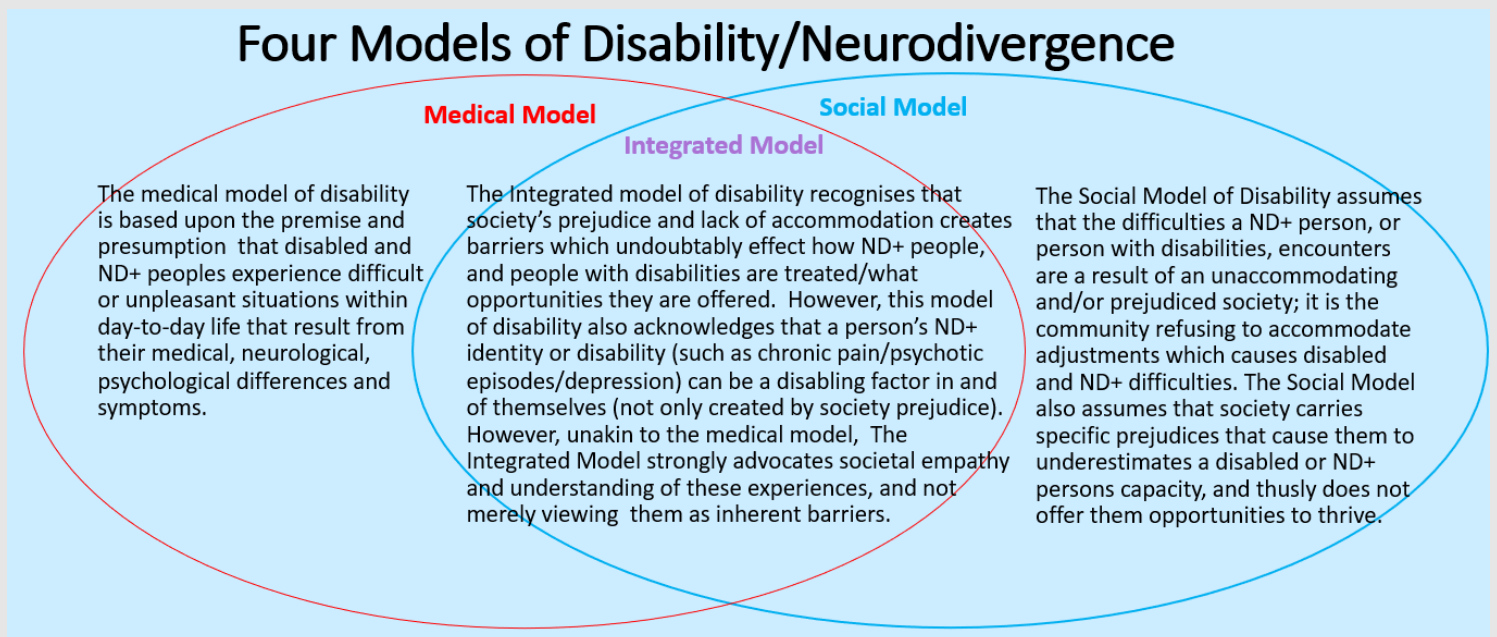 Four Models of Disability/Neurodivergence
Medical Model
Social Model
Integrated Model
The medical model of disability
is based upon the premise and
presumption that disabled and
ND+ peoples experience difficult
or unpleasant situations within
day-to-day life that result from
their medical, neurological,
psychological differences and
symptoms.
The Integrated model of disability recognises that
society's prejudice and lack of accommodation creates
barriers which undoubtably effect how ND+ people,
and people with disabilities are treated/what
opportunities they are offered. However, this model
of disability also acknowledges that a person's ND+
identity or disability (such as chronic pain/psychotic
episodes/depression) can be a disabling factor in and
of themselves (not only created by society prejudice).
However, unakin to the medical model, The
Integrated Model strongly advocates societal empathy
and understanding of these experiences, and not
merely viewing them as inherent barriers.
The Social Model of Disability assumes
that the difficulties a ND+ person, or
person with disabilities, encounters
are a result of an unaccommodating
and/or prejudiced society; it is the
community refusing to accommodate
adjustments which causes disabled
and ND+ difficulties. The Social Model
also assumes that society carries
specific prejudices that cause them to
underestimates a disabled or ND+
persons capacity, and thusly does not
offer them opportunities to thrive.